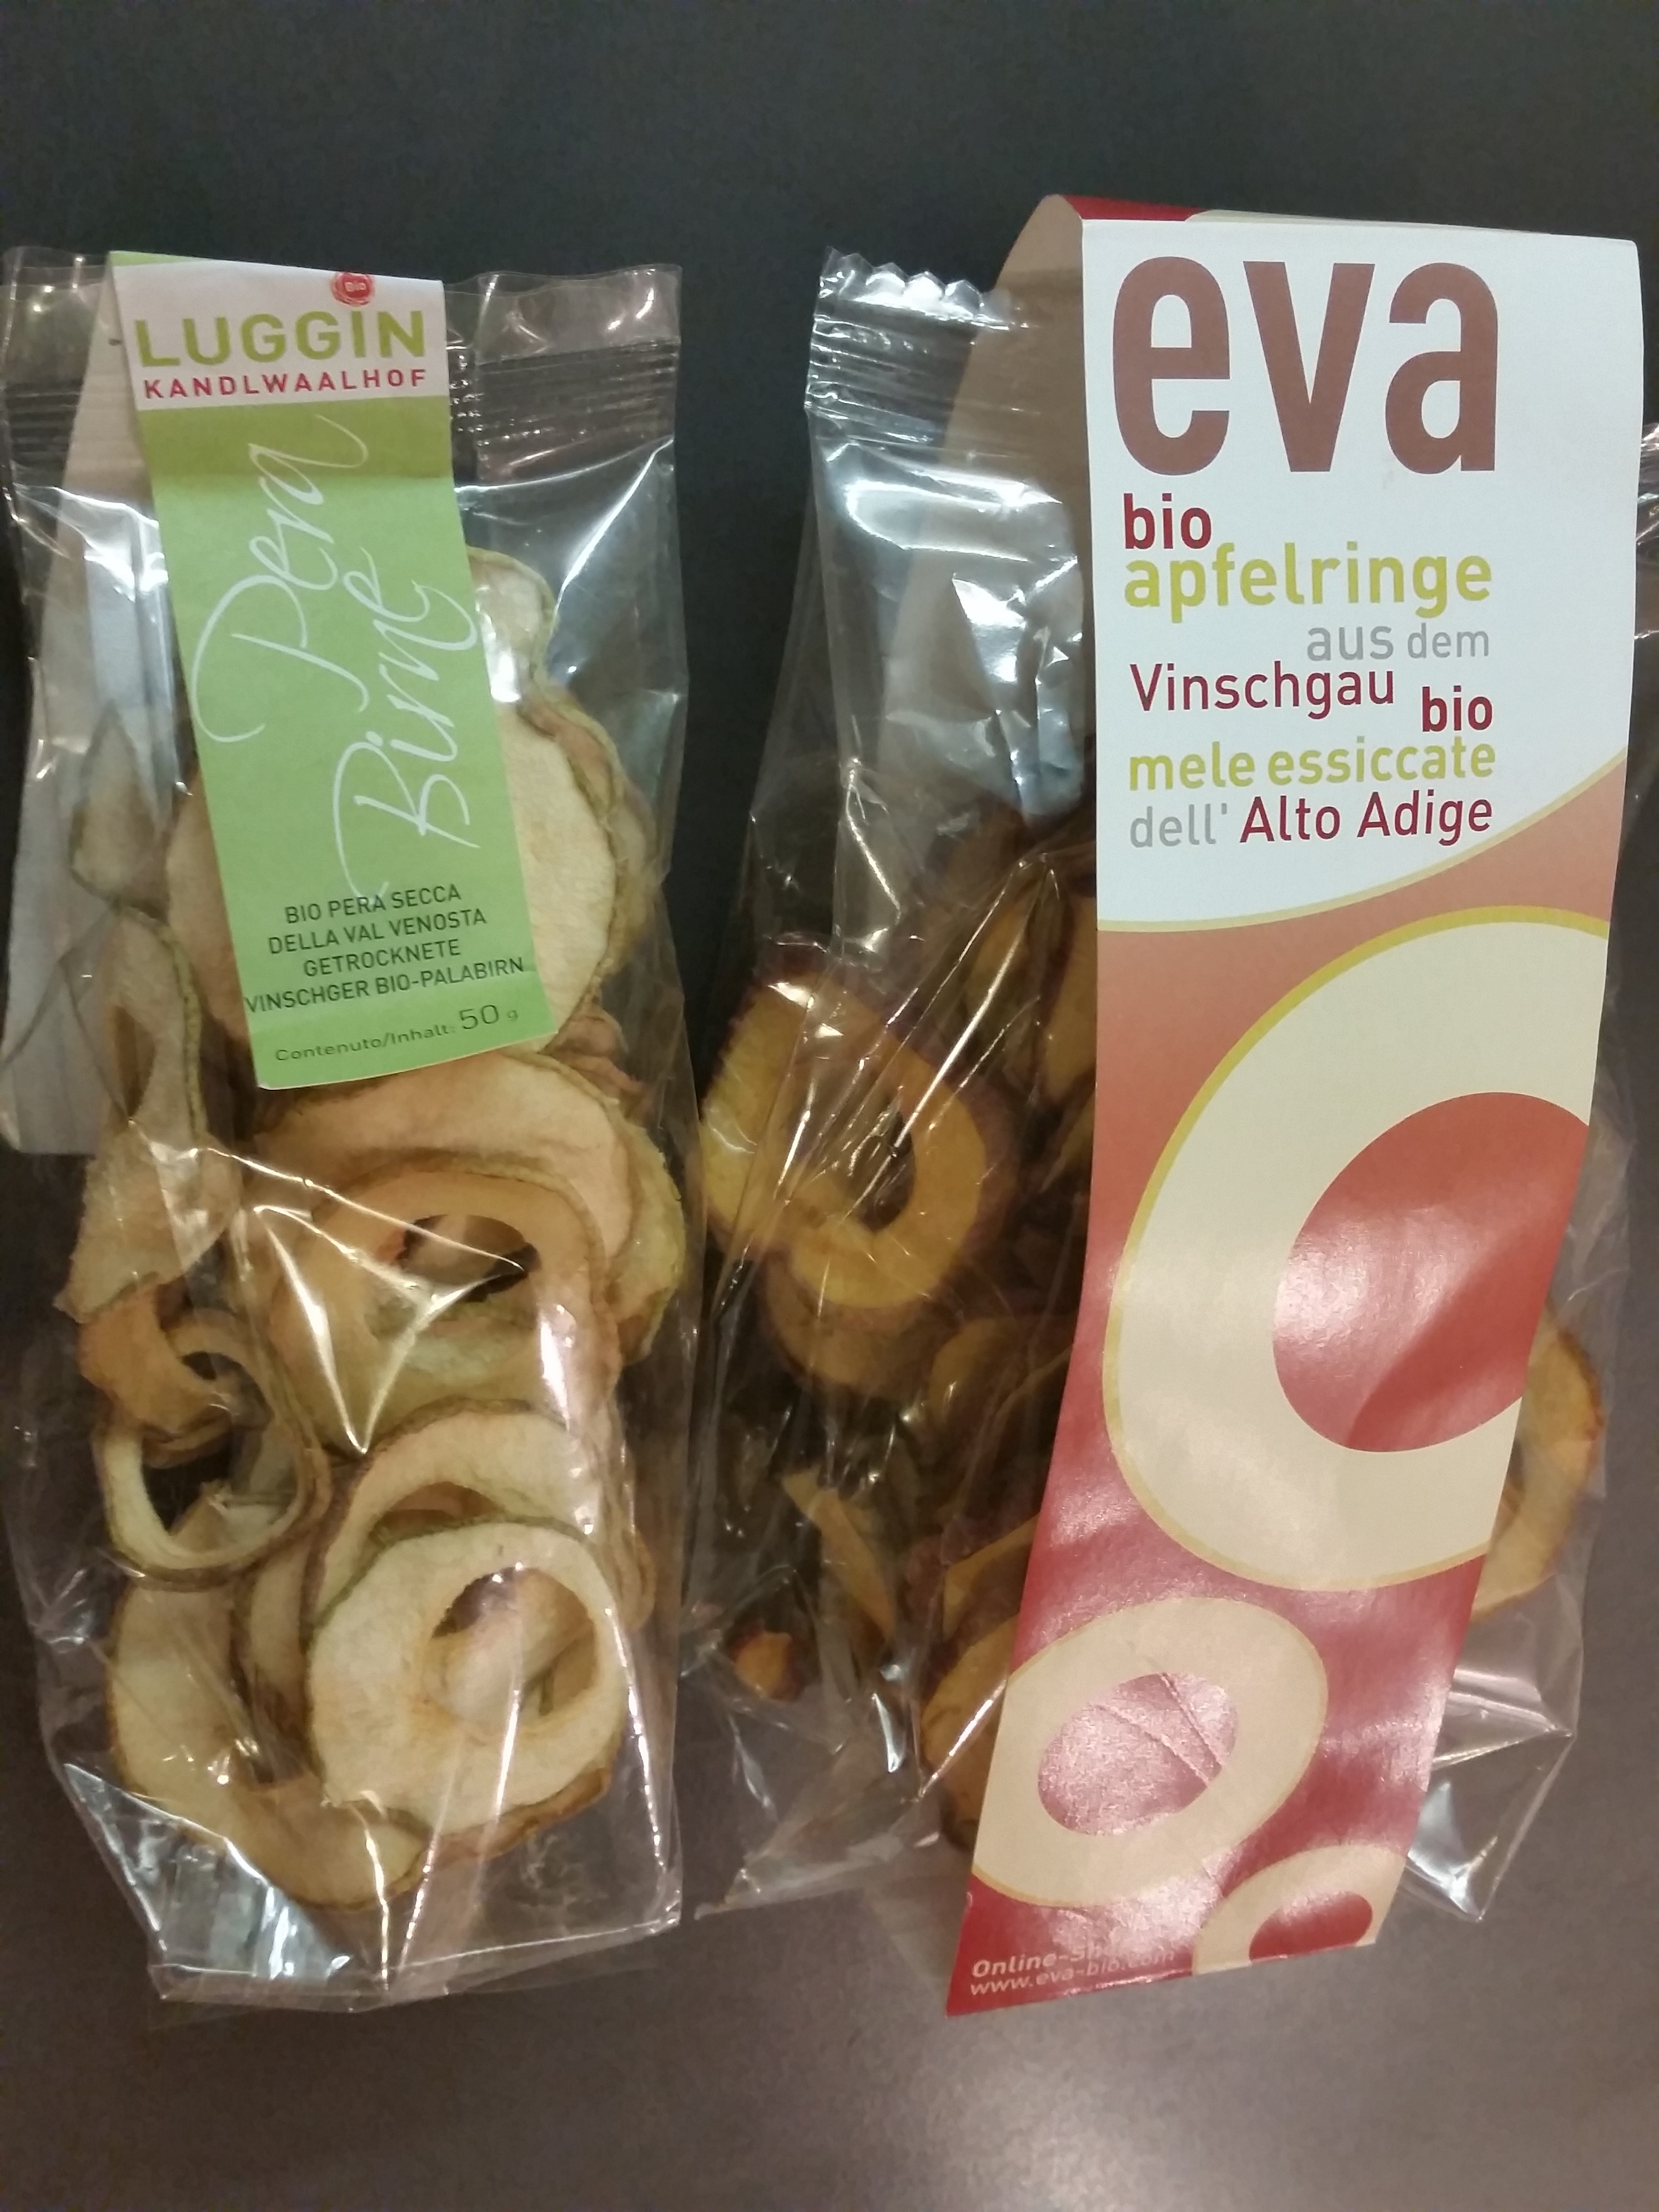 Bio
LUGGIN
KANDLWAALHOF
Pera
Birne
BIO PERA SECCA
DELLA VAL VENOSTA
GETROCKNETE
VINSCHGER BIO-PALABIRN
Contenuto/Inhalt: 50 g
eva
bio
apfelringe
aus dem
Vinschgau
bio
mele essiccate
dell' Alto Adige
www.eva-bio.com